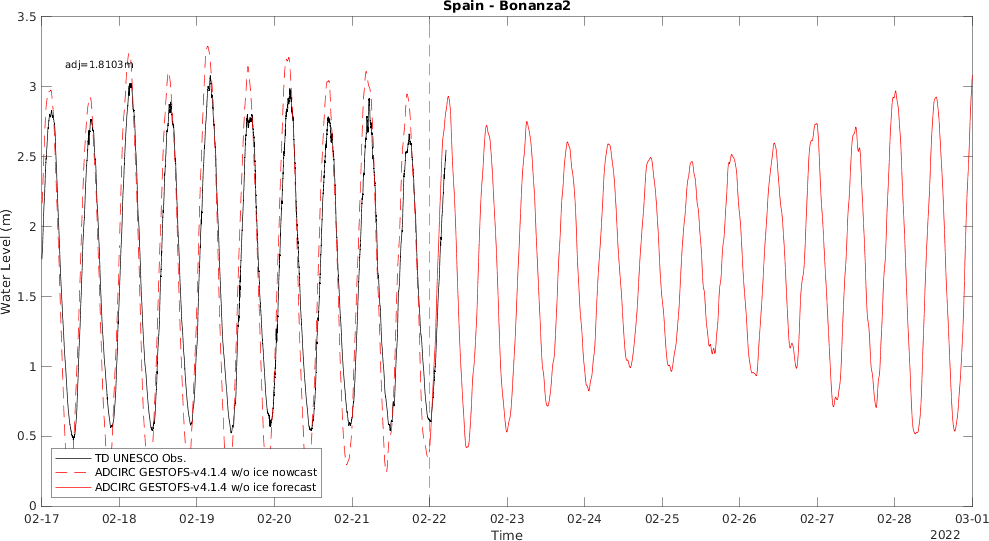 Spain - Bonanza2
adj=1.8103m
Water Level (m)
3.5
3
2.5
2
1.5
1
0.5
0
TD UNESCO Obs.
ADCIRC GESTOFS-v4.1.4 w/o ice nowcast
ADCIRC GESTOFS-v4.1.4 w/o ice forecast
02-17 02-18 02-19 02-20 02-21 02-22 02-23 02-24 02-25 02-26 02-27 02-28 03-01
Time
2022